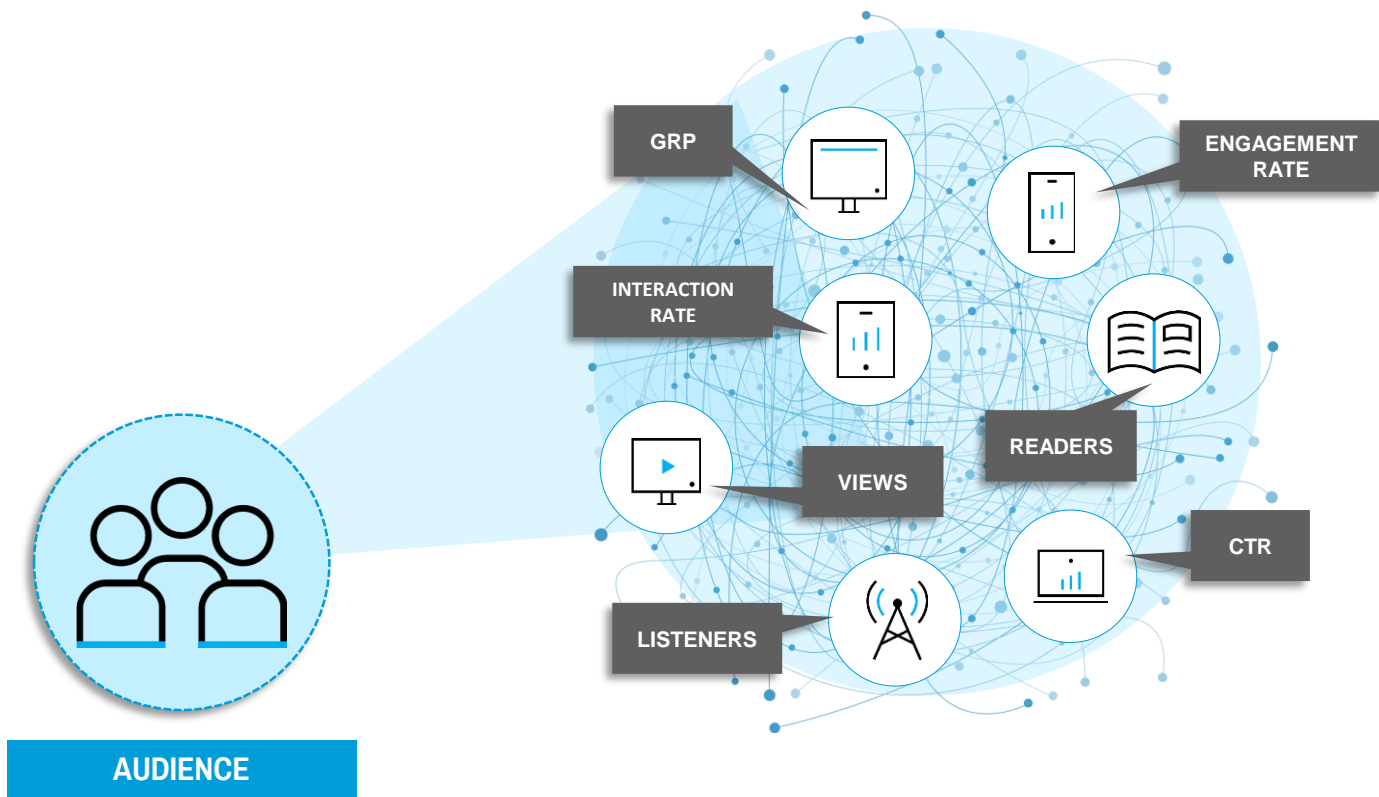 GRP
ENGAGEMENT
RATE
INTERACTION
RATE
READERS
VIEWS
CTR
LISTENERS
AUDIENCE